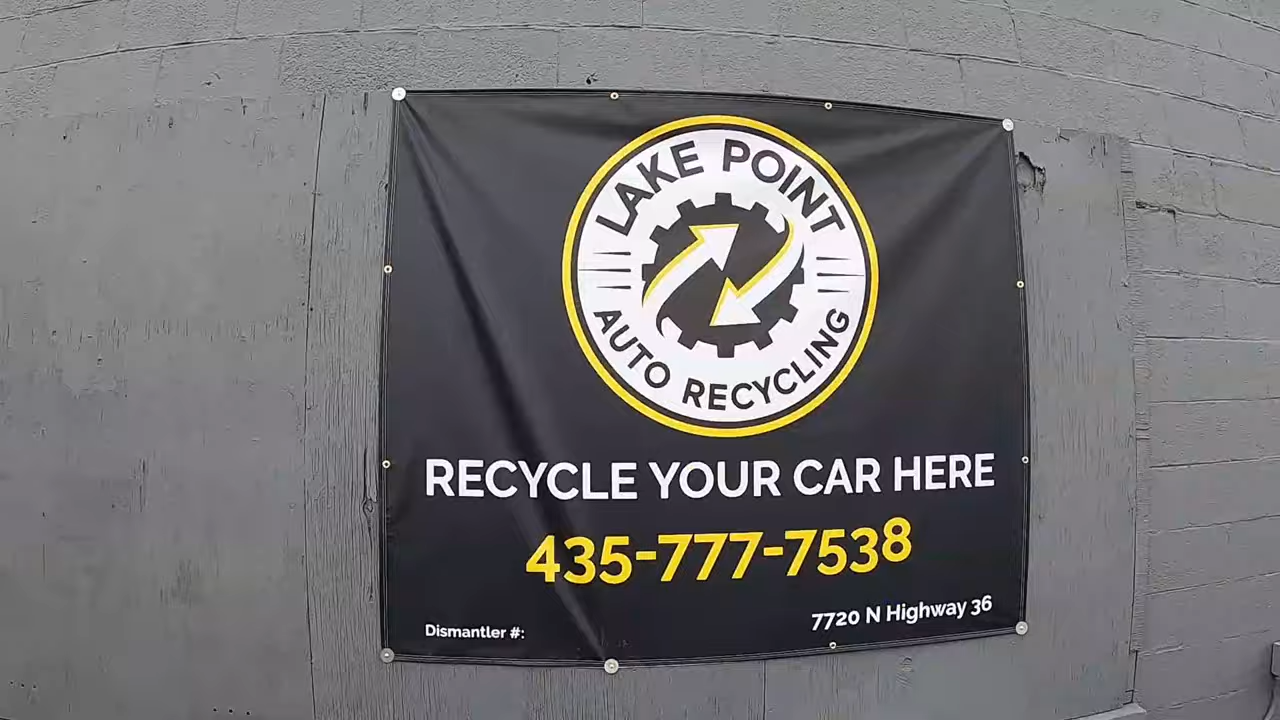 LAKE POINT
AUTO RECYCLING
RECYCLE YOUR CAR HERE
435-777-7538
7720 N Highway 36
Dismantler #: